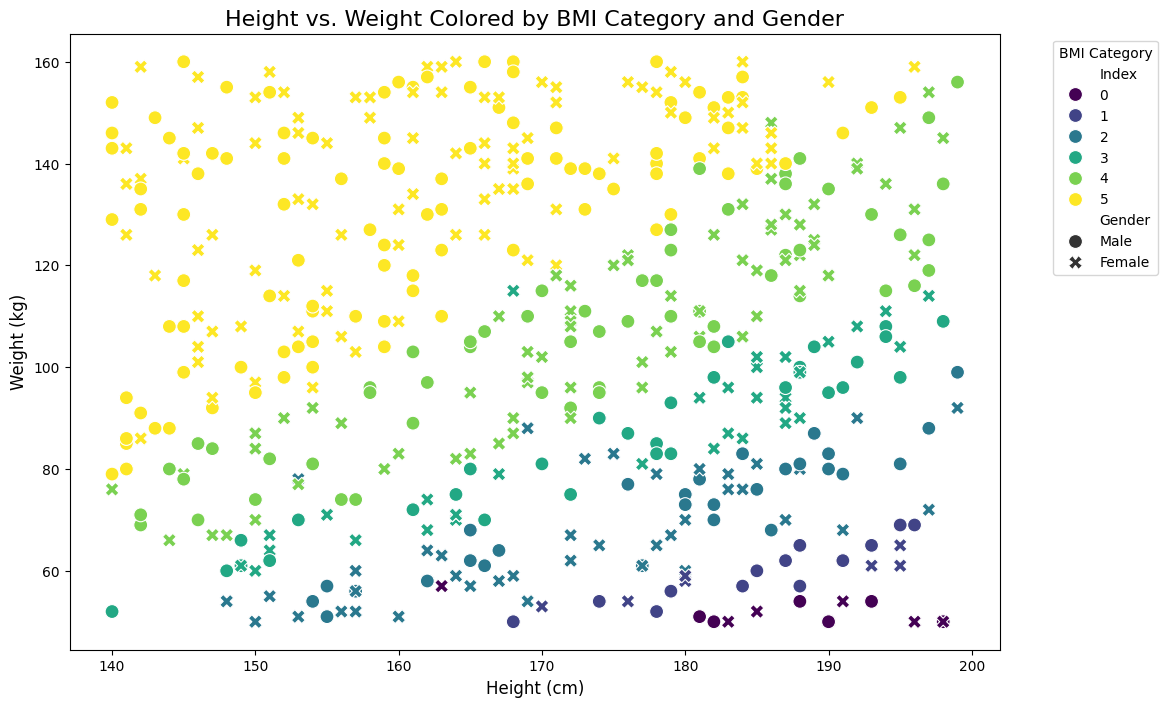 Height vs. Weight Colored by BMI Category and Gender
Weight (kg)
160
140
120
100
80
60
140
150
160
170
180
190
200
Height (cm)
BMI Category
Index
0
1
2
3
4
5
Gender
Male
Female